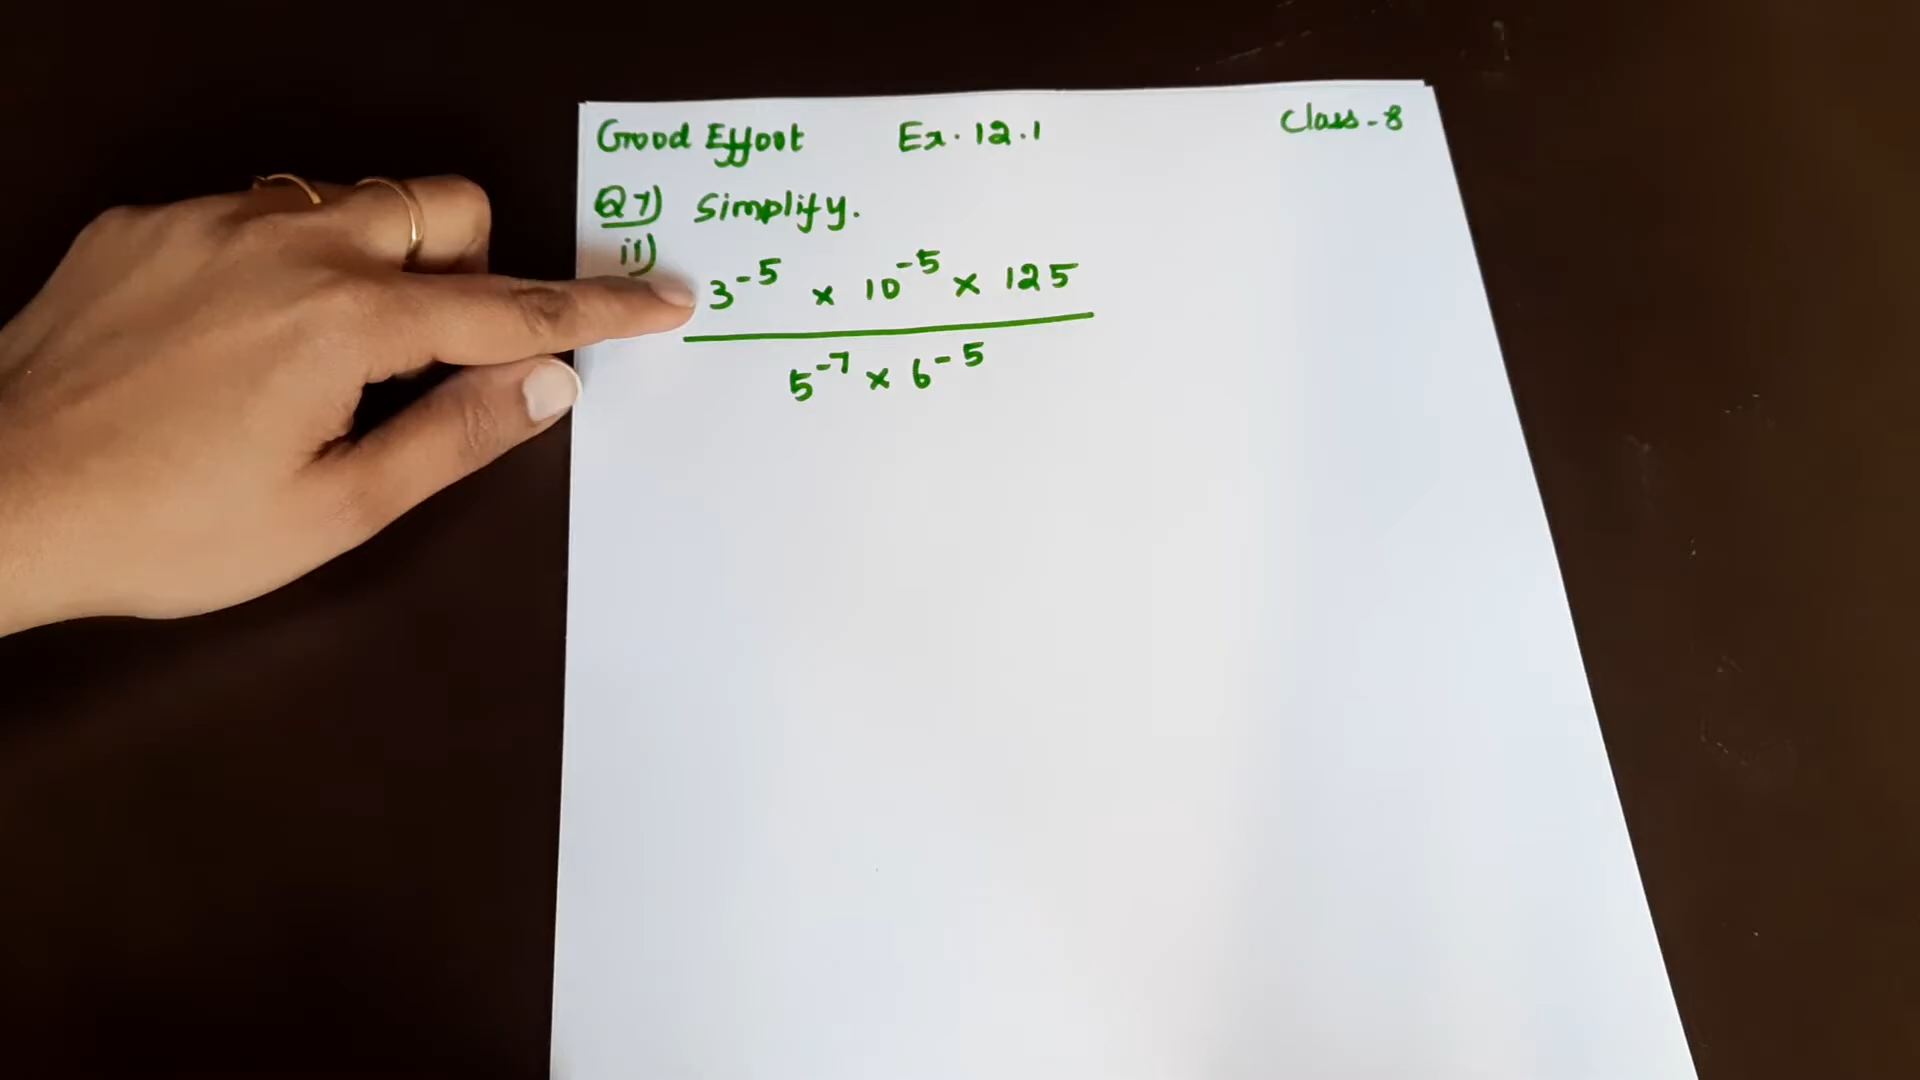 Good Effort Ex. 12.1 Class-8
Q7) Simplify.
ii)
3^-5 × 10^-5 × 125
5^-7 × 6^-5